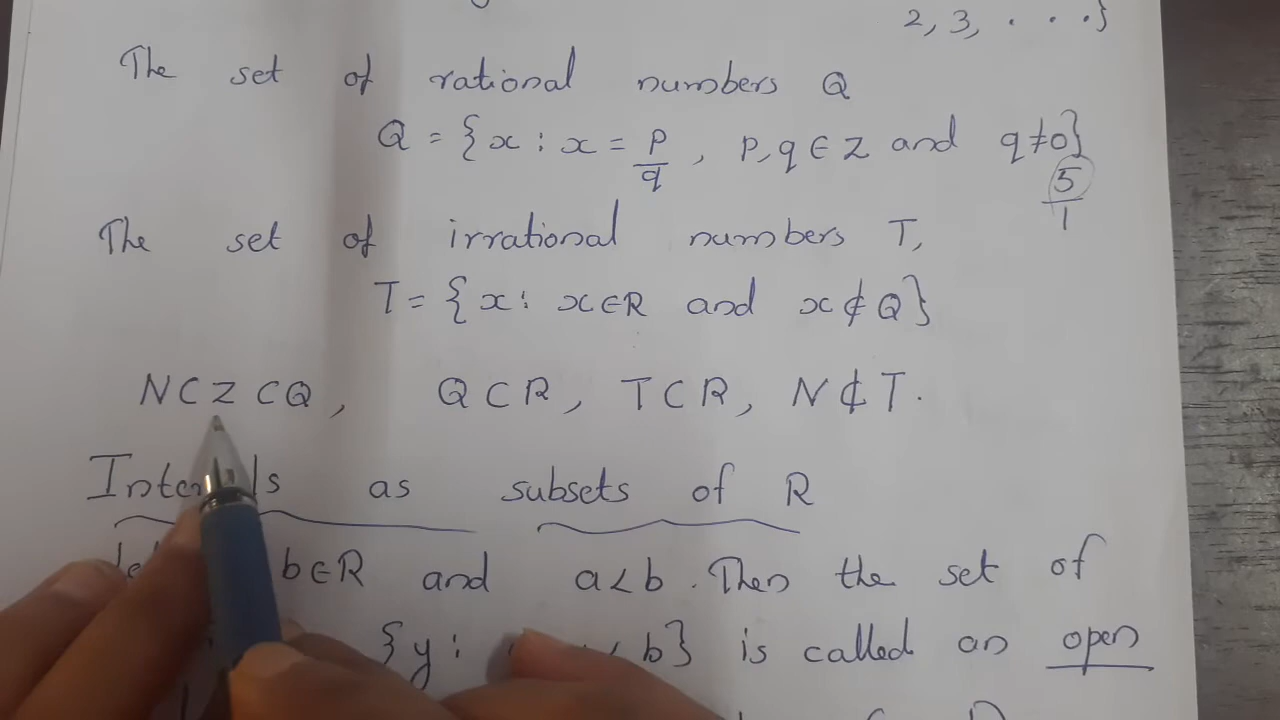 2, 3, . . .}
The set of rational numbers Q
Q = {x : x = p/q , p, q ∈ Z and q ≠ 0}
5/1
The set of irrational numbers T,
T = {x : x ∈ R and x ∉ Q}
N ⊂ Z ⊂ Q, Q ⊂ R, T ⊂ R, N ⊄ T.
as subsets of R
b ∈ R and a < b . Then the set of
{y : < b} is called an open